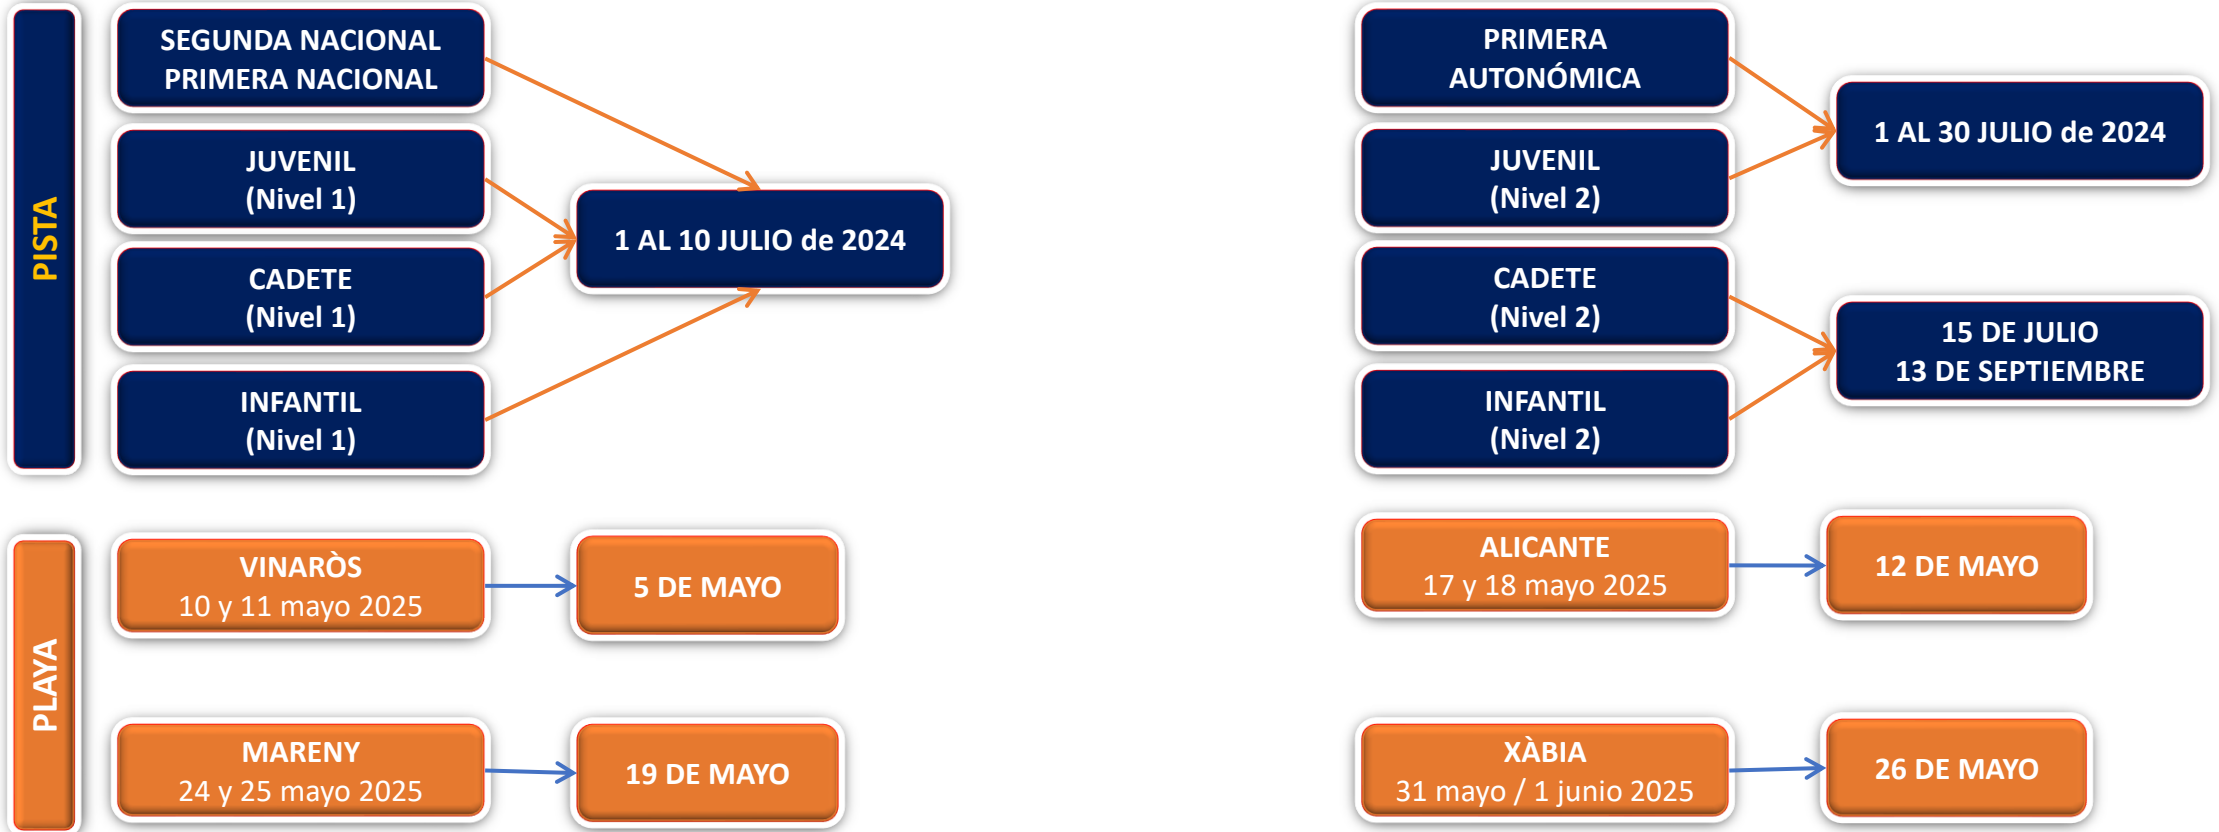 PISTA
SEGUNDA NACIONAL
PRIMERA NACIONAL
JUVENIL
(Nivel 1)
CADETE
(Nivel 1)
INFANTIL
(Nivel 1)
1 AL 10 JULIO de 2024
PRIMERA
AUTONÓMICA
JUVENIL
(Nivel 2)
CADETE
(Nivel 2)
INFANTIL
(Nivel 2)
1 AL 30 JULIO de 2024
15 DE JULIO
13 DE SEPTIEMBRE
PLAYA
VINARÒS
10 y 11 mayo 2025
5 DE MAYO
MARENY
24 y 25 mayo 2025
19 DE MAYO
ALICANTE
17 y 18 mayo 2025
12 DE MAYO
XÀBIA
31 mayo / 1 junio 2025
26 DE MAYO